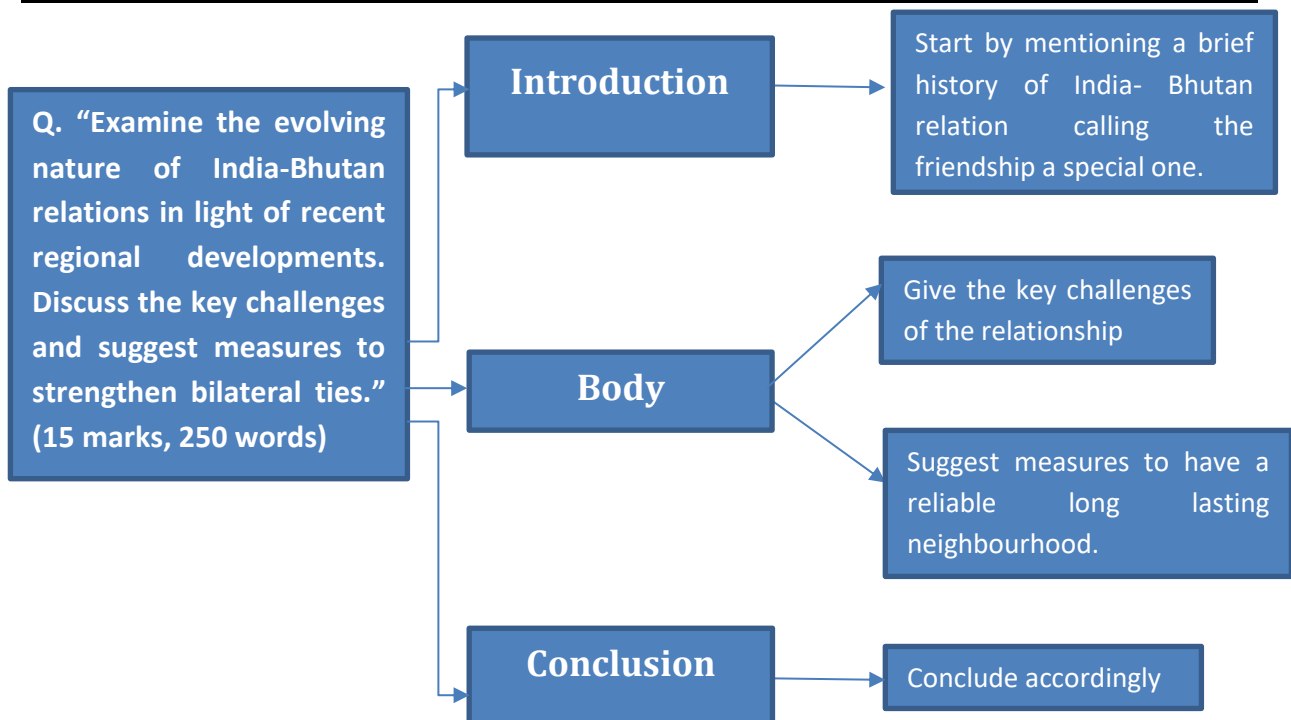 Q. “Examine the evolving
nature of India-Bhutan
relations in light of recent
regional developments.
Discuss the key challenges
and suggest measures to
strengthen bilateral ties.”
(15 marks, 250 words)
Introduction
Start by mentioning a brief
history of India- Bhutan
relation calling the
friendship a special one.
Body
Give the key challenges
of the relationship
Suggest measures to have a
reliable long lasting
neighbourhood.
Conclusion
Conclude accordingly